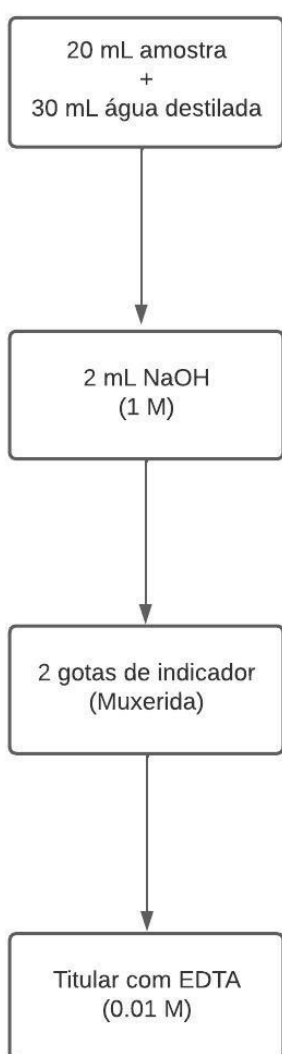 20 mL amostra
+
30 mL água destilada
2 mL NaOH
(1 M)
2 gotas de indicador
(Muxerida)
Titular com EDTA
(0.01 M)